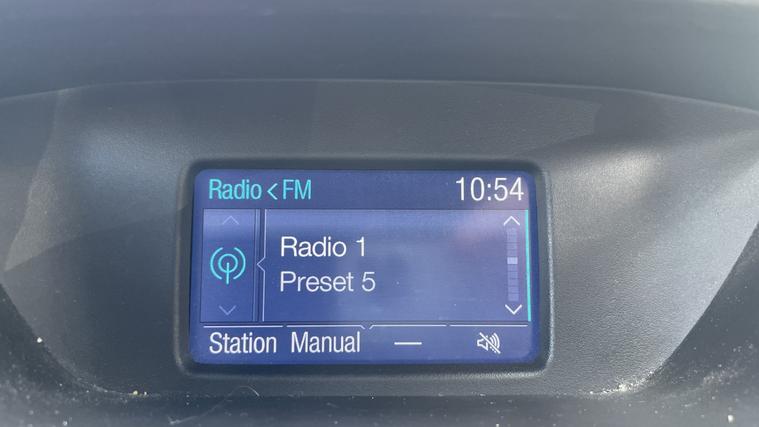 Radio < FM 10:54
Radio 1
Preset 5
Station Manual —